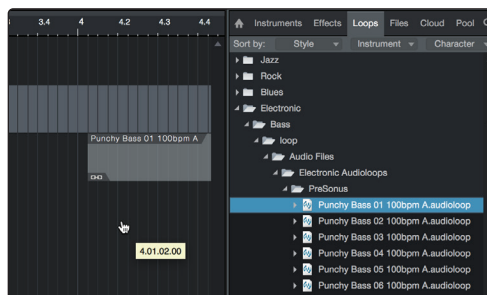 3.4 4 4.2 4.3 4.4
Punchy Bass 01 100bpm A
4.01.02.00
Instruments Effects Loops Files Cloud Pool
Sort by: Style Instrument Character
Jazz
Rock
Blues
Electronic
Bass
loop
Audio Files
Electronic Audioloops
PreSonus
Punchy Bass 01 100bpm A.audioloop
Punchy Bass 02 100bpm A.audioloop
Punchy Bass 03 100bpm A.audioloop
Punchy Bass 04 100bpm A.audioloop
Punchy Bass 05 100bpm A.audioloop
Punchy Bass 06 100bpm A.audioloop